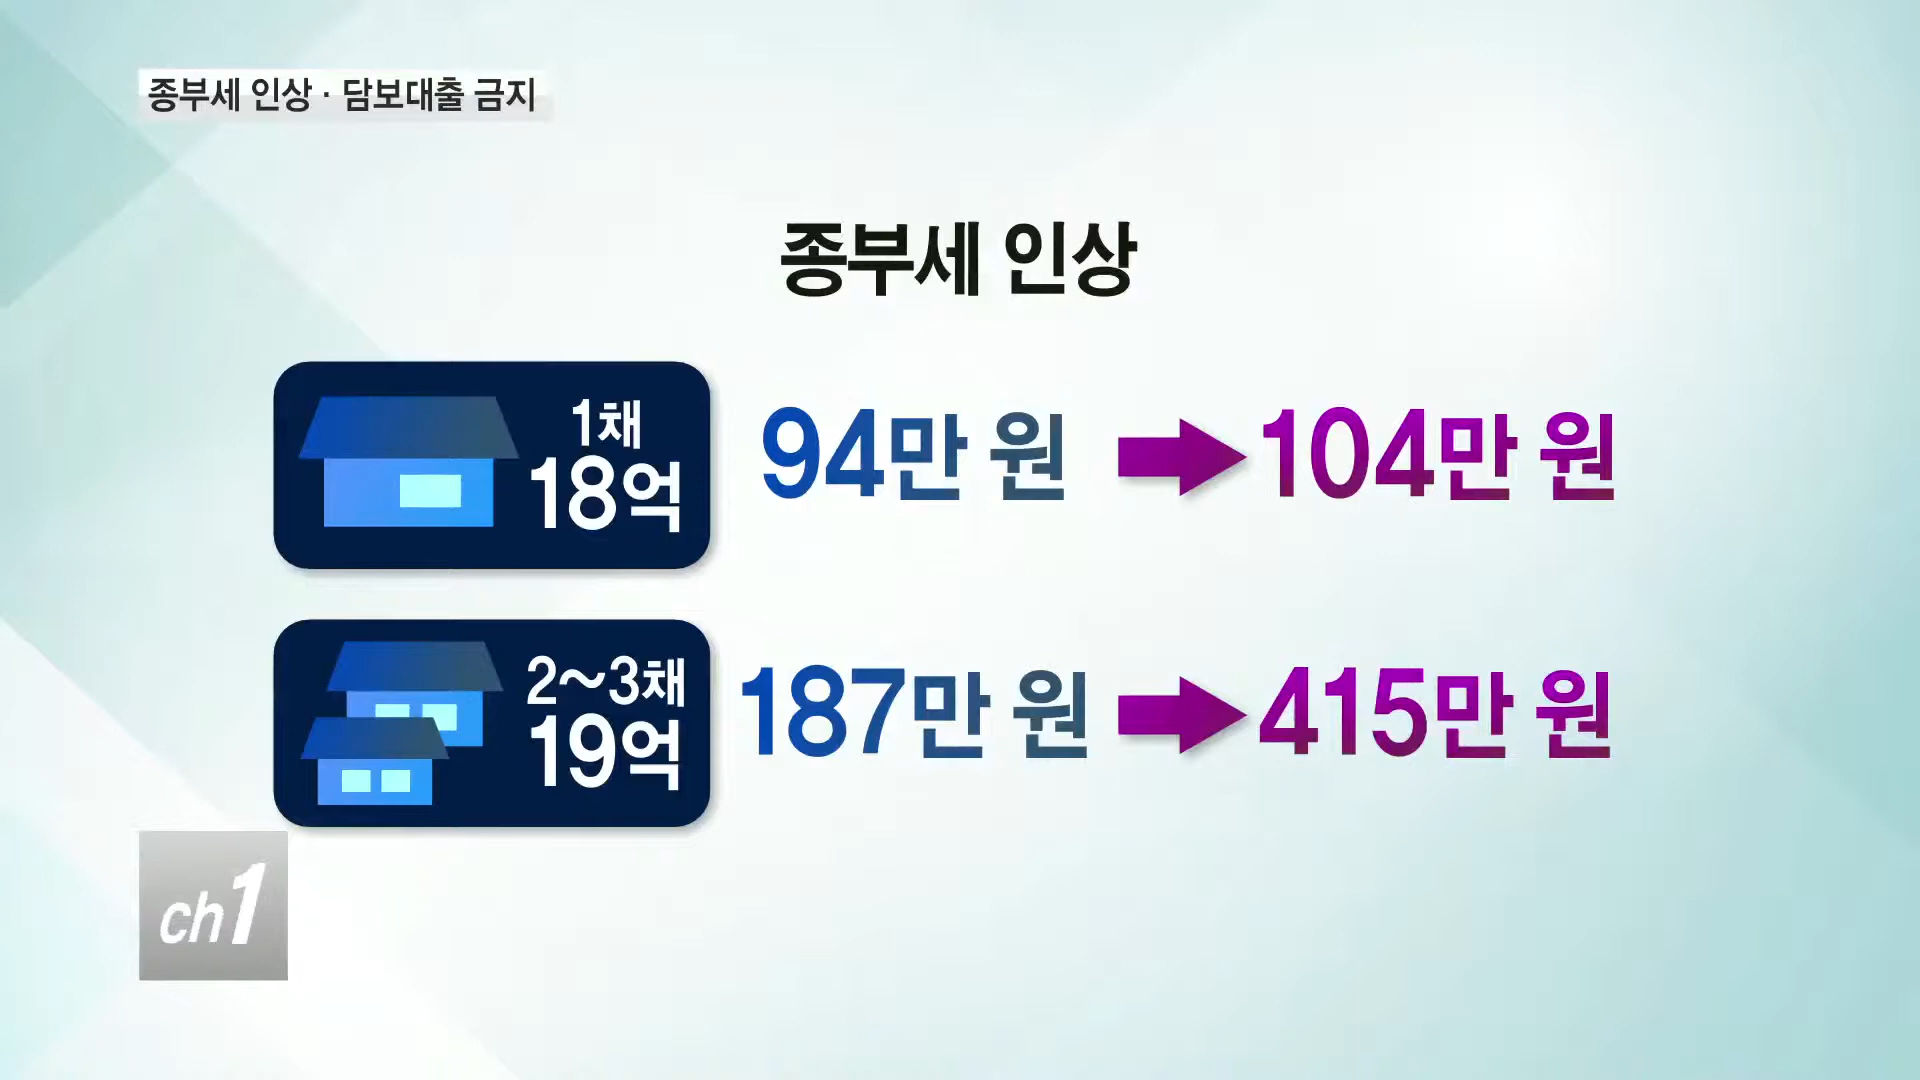 종부세 인상 · 담보대출 금지
종부세 인상
1채
18억
94만 원
104만 원
2~3채
19억
187만 원
415만 원
ch1